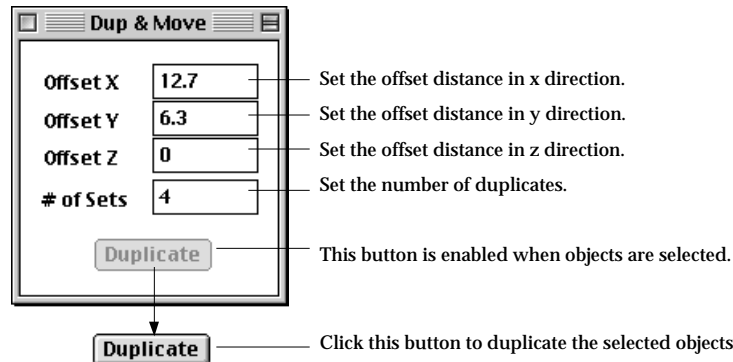 Dup & Move
Offset X 12.7 Set the offset distance in x direction.
Offset Y 6.3 Set the offset distance in y direction.
Offset Z 0 Set the offset distance in z direction.
# of Sets 4 Set the number of duplicates.
Duplicate This button is enabled when objects are selected.
Duplicate Click this button to duplicate the selected objects